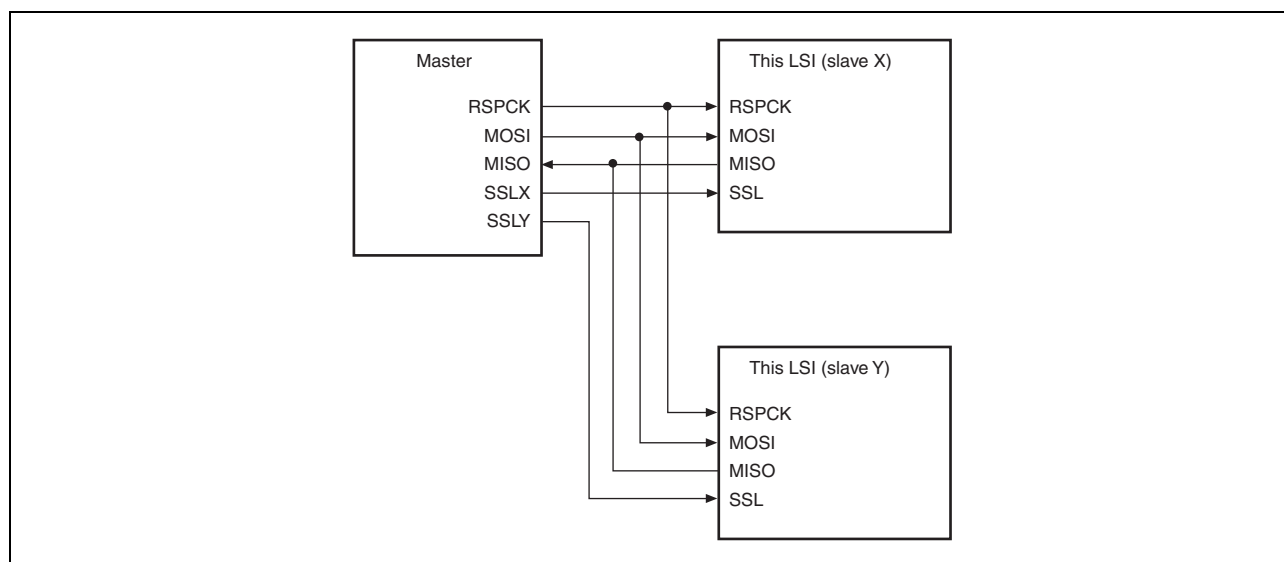 Master
RSPCK
MOSI
MISO
SSLX
SSLY
This LSI (slave X)
RSPCK
MOSI
MISO
SSL
This LSI (slave Y)
RSPCK
MOSI
MISO
SSL